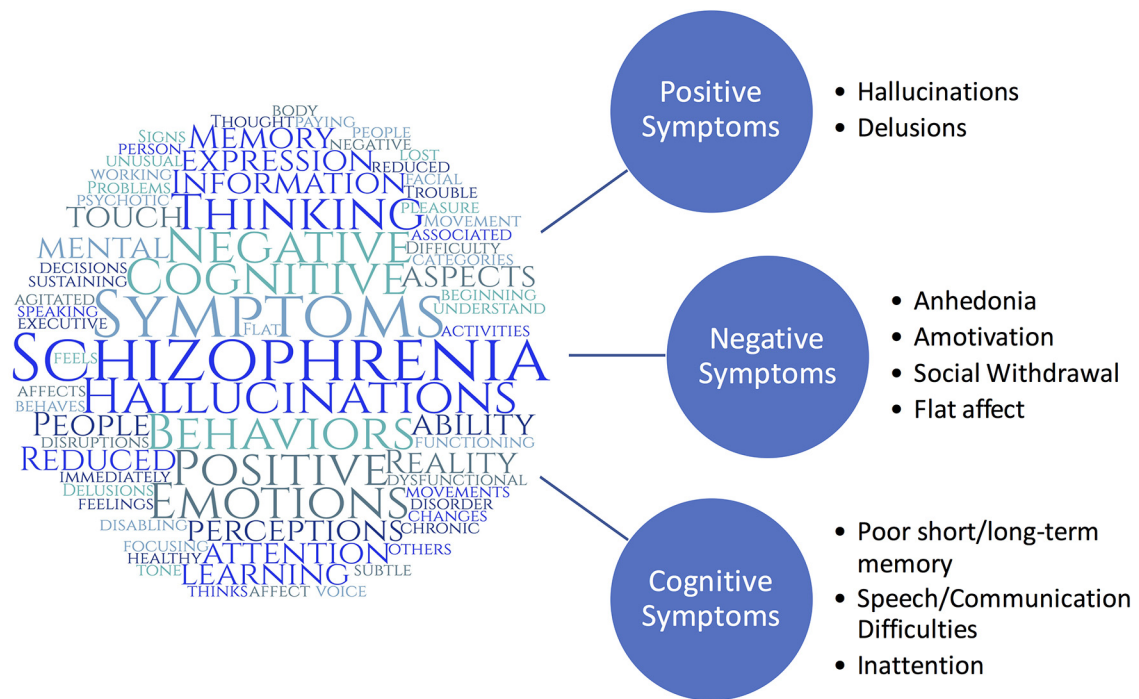 BODY
THOUGHT PAYING
SIGNS MEMORY PEOPLE
PERSON NEGATIVE
UNUSUAL EXPRESSION LOST
REDUCED
WORKING INFORMATION FACIAL
PROBLEMS TROUBLE
PSYCHOTIC THINKING PLEASURE
TOUCH MOVEMENT
ASSOCIATED
MENTAL NEGATIVE DIFFICULTY
CATEGORIES
DECISIONS COGNITIVE ASPECTS
SUSTAINING
BEGINNING
AGITATED SYMPTOMS UNDERSTAND
SPEAKING
EXECUTIVE FLAT ACTIVITIES
SCHIZOPHRENIA
FEELS
AFFECTS HALLUCINATIONS
BEHAVES
PEOPLE BEHAVIORS ABILITY
DISRUPTIONS FUNCTIONING
REDUCED POSITIVE REALITY
IMMEDIATELY DYSFUNCTIONAL
DELUSIONS EMOTIONS MOVEMENTS
FEELINGS DISORDER
CHANGES
DISABLING PERCEPTIONS CHRONIC
FOCUSING ATTENTION OTHERS
HEALTHY
TONE LEARNING SUBTLE
THINKS AFFECT VOICE
Positive
Symptoms
• Hallucinations
• Delusions
Negative
Symptoms
• Anhedonia
• Amotivation
• Social Withdrawal
• Flat affect
Cognitive
Symptoms
• Poor short/long-term
memory
• Speech/Communication
Difficulties
• Inattention